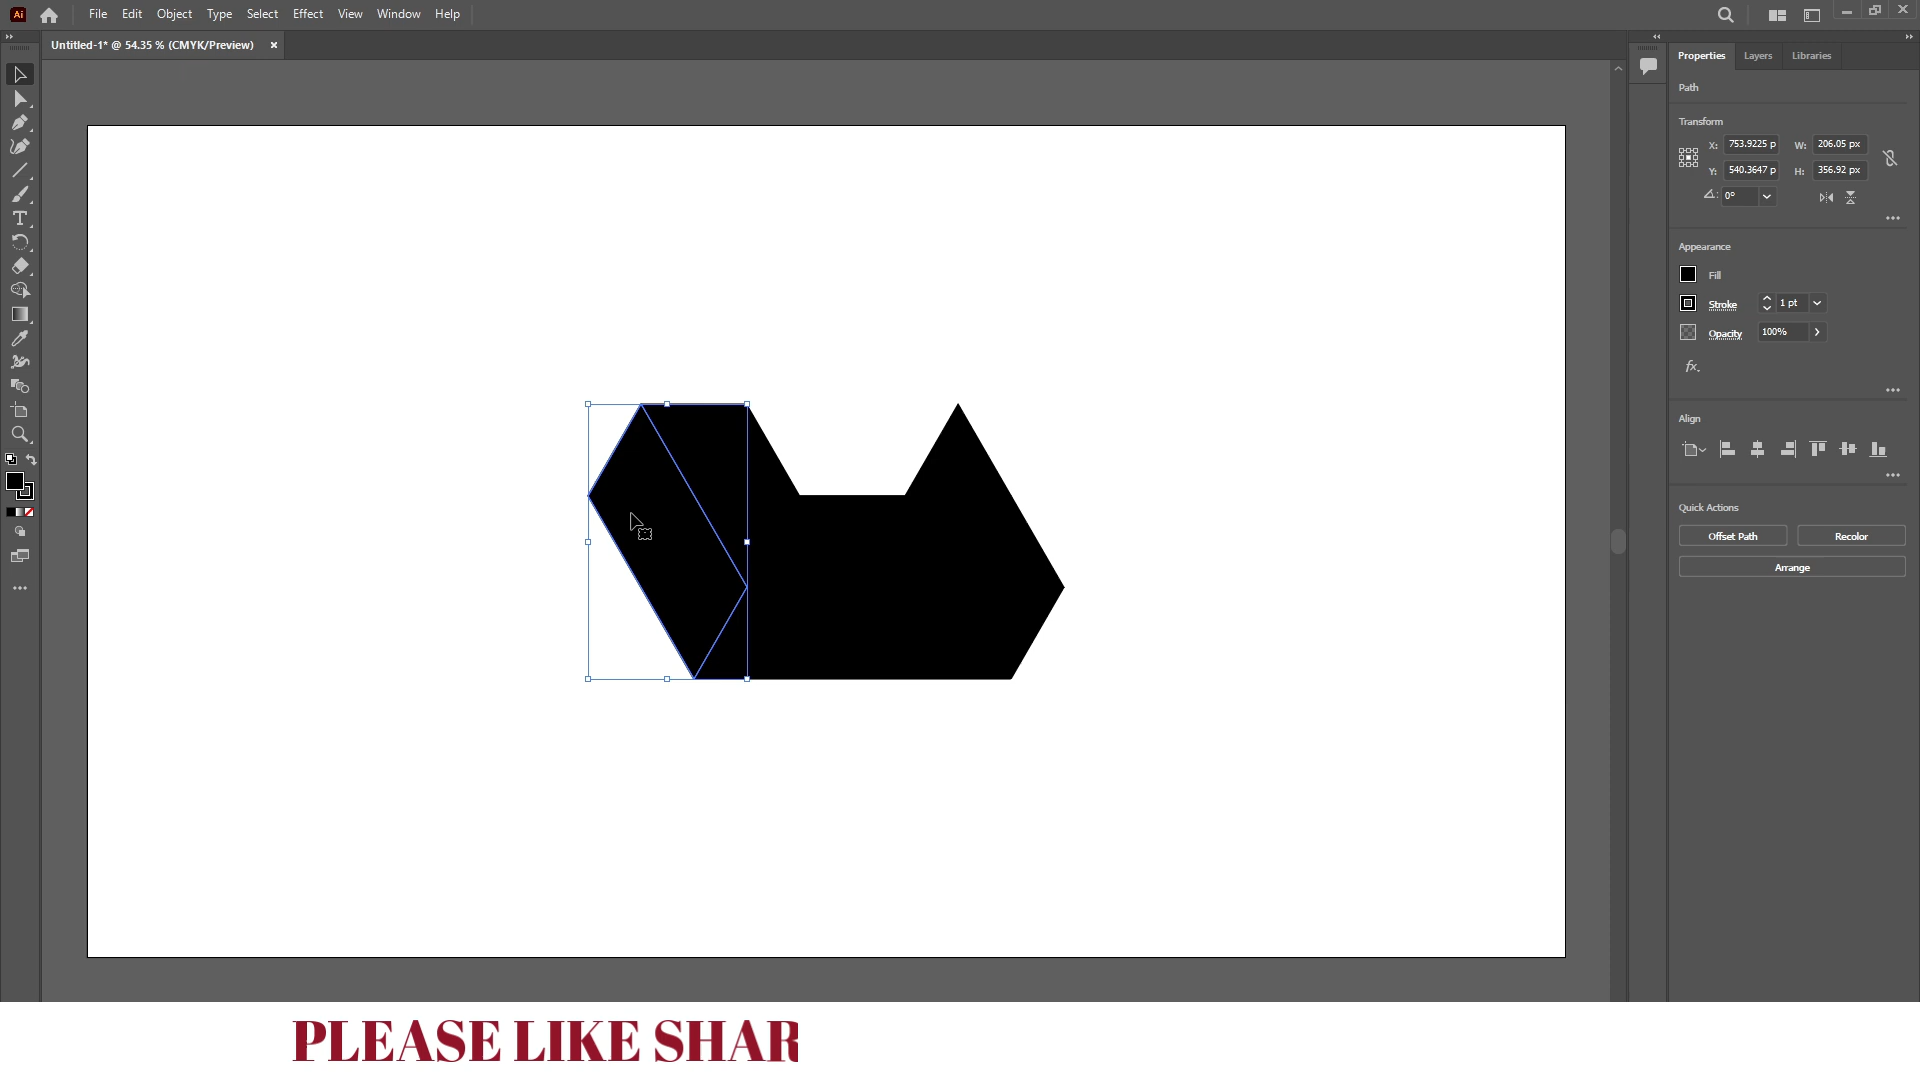 Ai File Edit Object Type Select Effect View Window Help
Untitled-1* @ 54.35 % (CMYK/Preview) ×
Properties Layers Libraries
Path
Transform
X: 753.9225 p W: 206.05 px
Y: 540.3647 p H: 356.92 px
0°
Appearance
Fill
Stroke 1 pt
Opacity 100%
fx.
Align
Quick Actions
Offset Path Recolor
Arrange
T
PLEASE LIKE SHAR